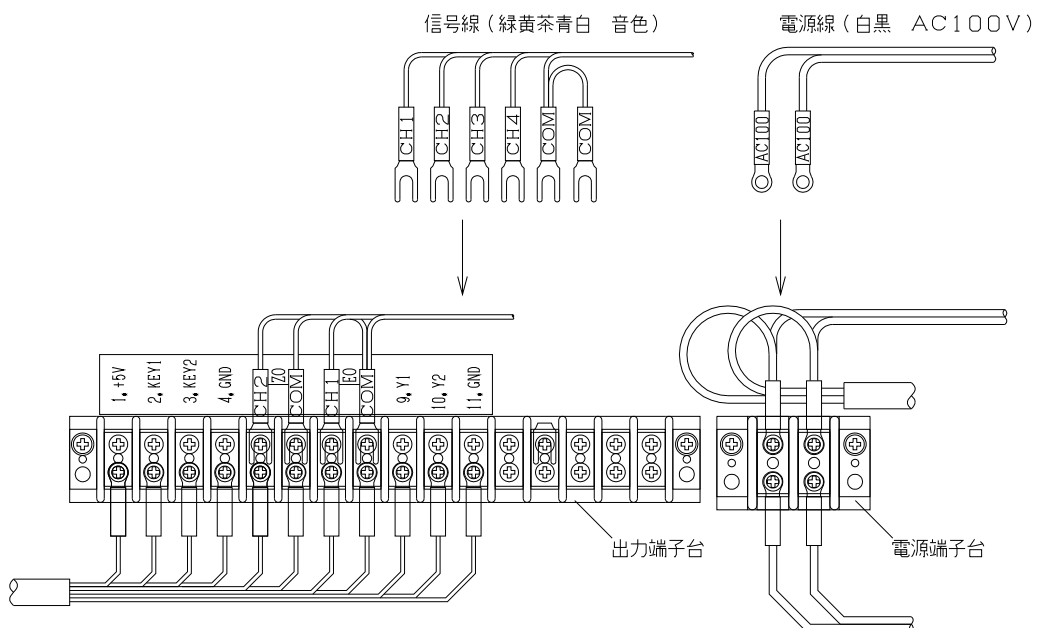 信号線（緑黄茶青白　音色）
電源線（白黒　AC100V）
CH1
CH2
CH3
CH4
COM
COM
AC100
AC100
1.+5V
2.KEY1
3.KEY2
4.GND
CH2
ZO
COM
CH1
EO
COM
9.Y1
10.Y2
11.GND
出力端子台
電源端子台